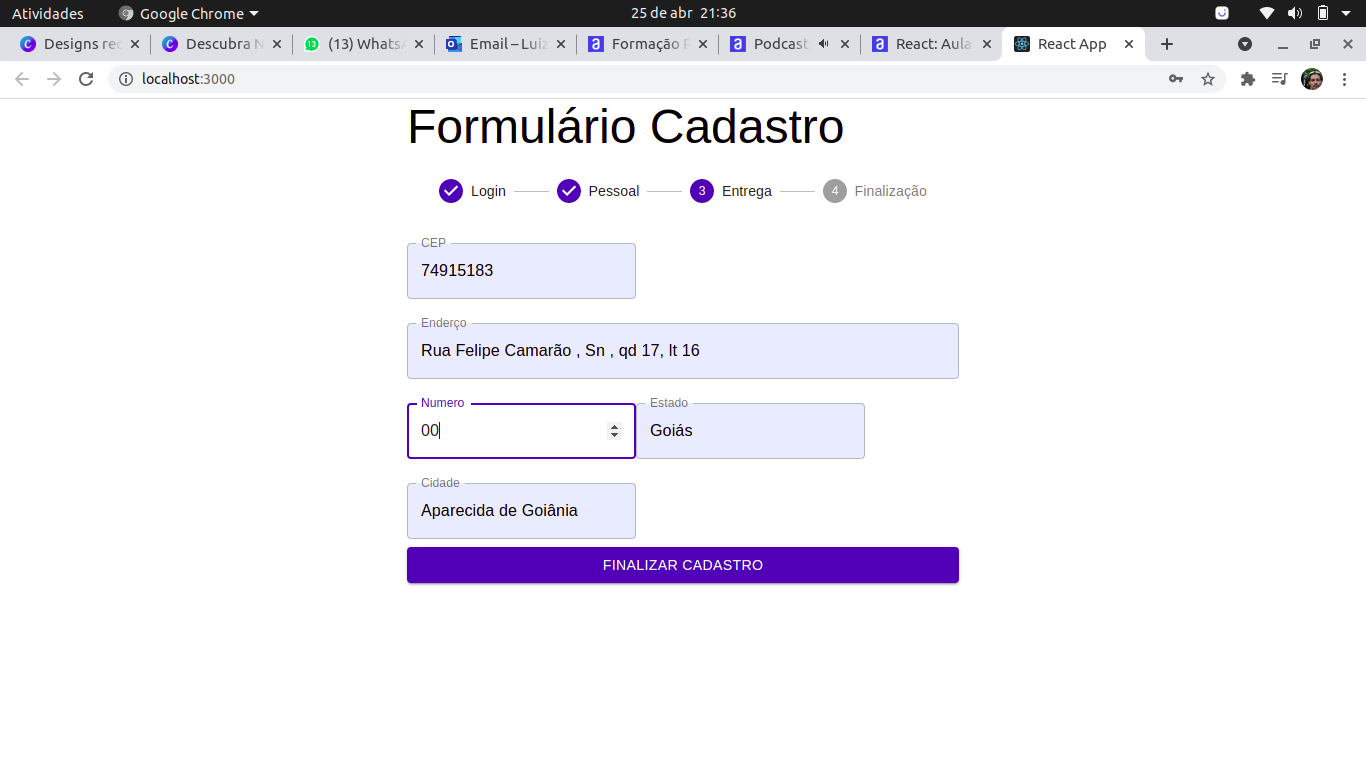 Atividades Google Chrome 25 de abr 21:36
Designs rec Descubra N (13) WhatsA Email – Luiz Formação R Podcast React: Aula React App
localhost:3000
Formulário Cadastro
Login Pessoal 3 Entrega 4 Finalização
CEP
74915183
Enderço
Rua Felipe Camarão , Sn , qd 17, lt 16
Numero Estado
00 Goiás
Cidade
Aparecida de Goiânia
FINALIZAR CADASTRO